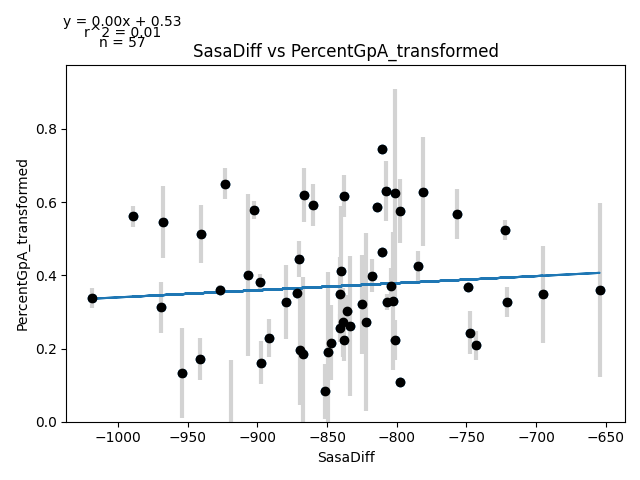 y = 0.00x + 0.53
r^2 = 0.01
n = 57
SasaDiff vs PercentGpA_transformed
PercentGpA_transformed
0.8
0.6
0.4
0.2
0.0
−1000 −950 −900 −850 −800 −750 −700 −650
SasaDiff